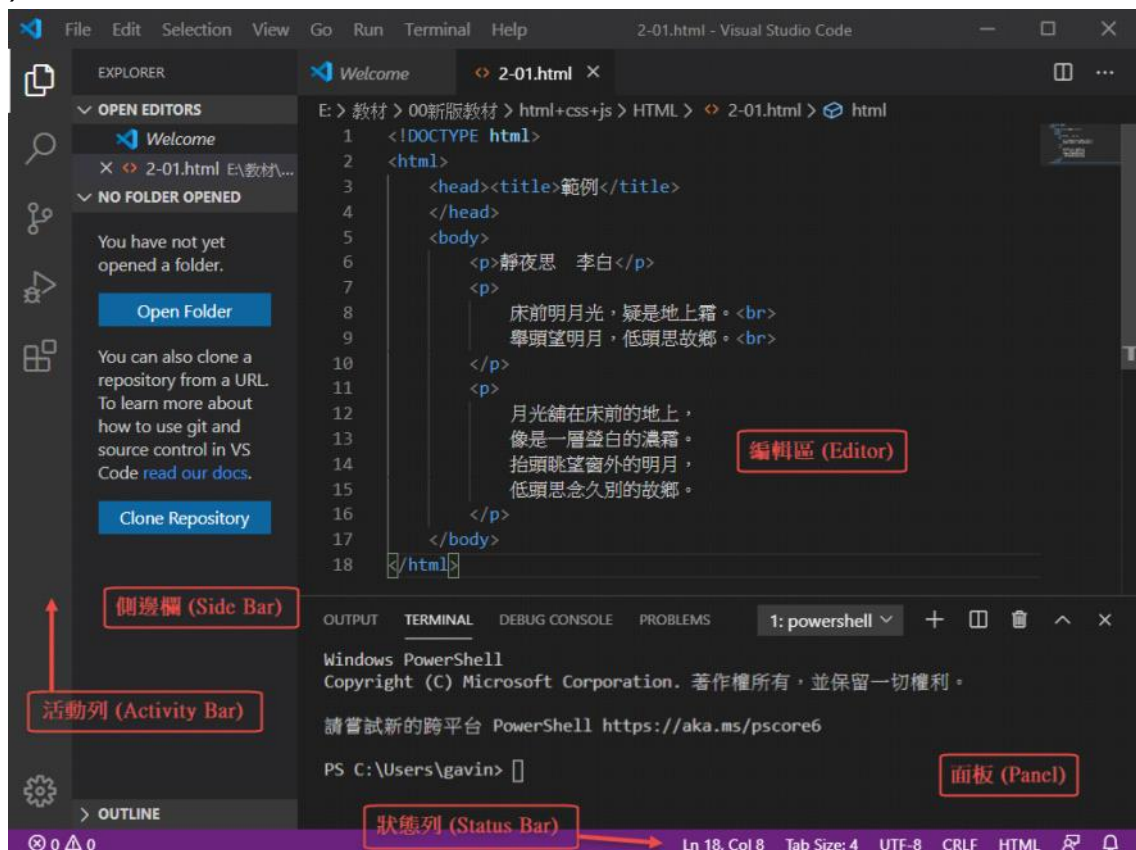 File Edit Selection View Go Run Terminal Help 2-01.html - Visual Studio Code
EXPLORER
OPEN EDITORS
Welcome
2-01.html E:\教材\...
NO FOLDER OPENED
You have not yet
opened a folder.
Open Folder
You can also clone a
repository from a URL.
To learn more about
how to use git and
source control in VS
Code read our docs.
Clone Repository
側邊欄 (Side Bar)
活動列 (Activity Bar)
OUTLINE
Welcome 2-01.html
E: > 教材 > 00新版教材 > html+css+js > HTML > 2-01.html > html
1 <!DOCTYPE html>
2 <html>
3 <head><title>範例</title>
4 </head>
5 <body>
6 <p>靜夜思　李白</p>
7 <p>
8 床前明月光，疑是地上霜。<br>
9 舉頭望明月，低頭思故鄉。<br>
10 </p>
11 <p>
12 月光舖在床前的地上，
13 像是一層瑩白的濃霜。
14 抬頭眺望窗外的明月，
15 低頭思念久別的故鄉。
16 </p>
17 </body>
18 </html>
編輯區 (Editor)
OUTPUT TERMINAL DEBUG CONSOLE PROBLEMS 1: powershell
Windows PowerShell
Copyright (C) Microsoft Corporation. 著作權所有，並保留一切權利。
請嘗試新的跨平台 PowerShell https://aka.ms/pscore6
PS C:\Users\gavin>
面板 (Panel)
狀態列 (Status Bar)
0 0 Ln 18, Col 8 Tab Size: 4 UTF-8 CRLF HTML